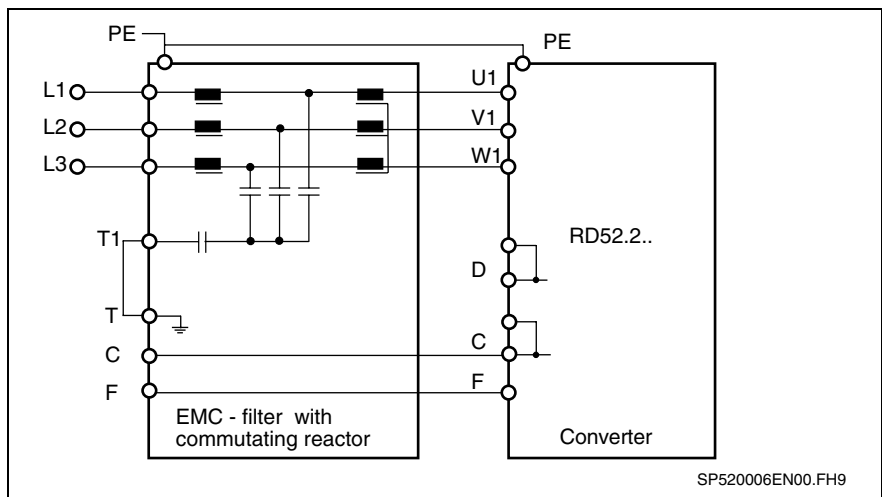 PE
PE
L1
U1
L2
V1
L3
W1
T1
RD52.2..
D
T
C
C
F
F
EMC - filter with
commutating reactor
Converter
SP520006EN00.FH9